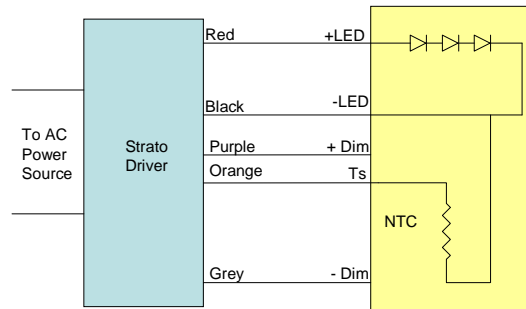 Red +LED
Black -LED
To AC
Power
Source
Strato
Driver
Purple + Dim
Orange Ts
NTC
Grey - Dim